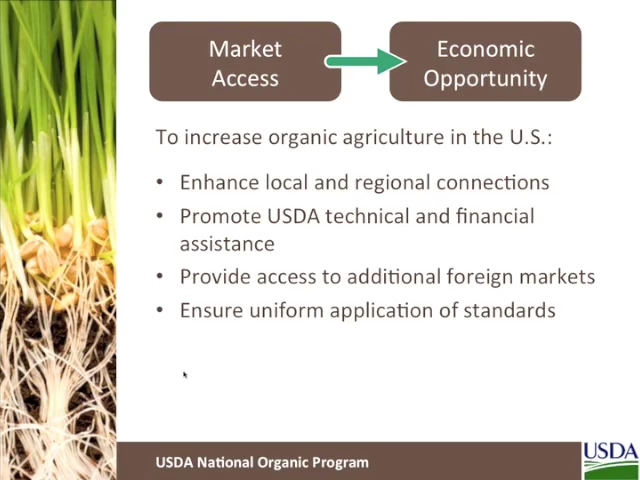 Market
Access
Economic
Opportunity
To increase organic agriculture in the U.S.:
• Enhance local and regional connections
• Promote USDA technical and financial
assistance
• Provide access to additional foreign markets
• Ensure uniform application of standards
USDA National Organic Program
USDA